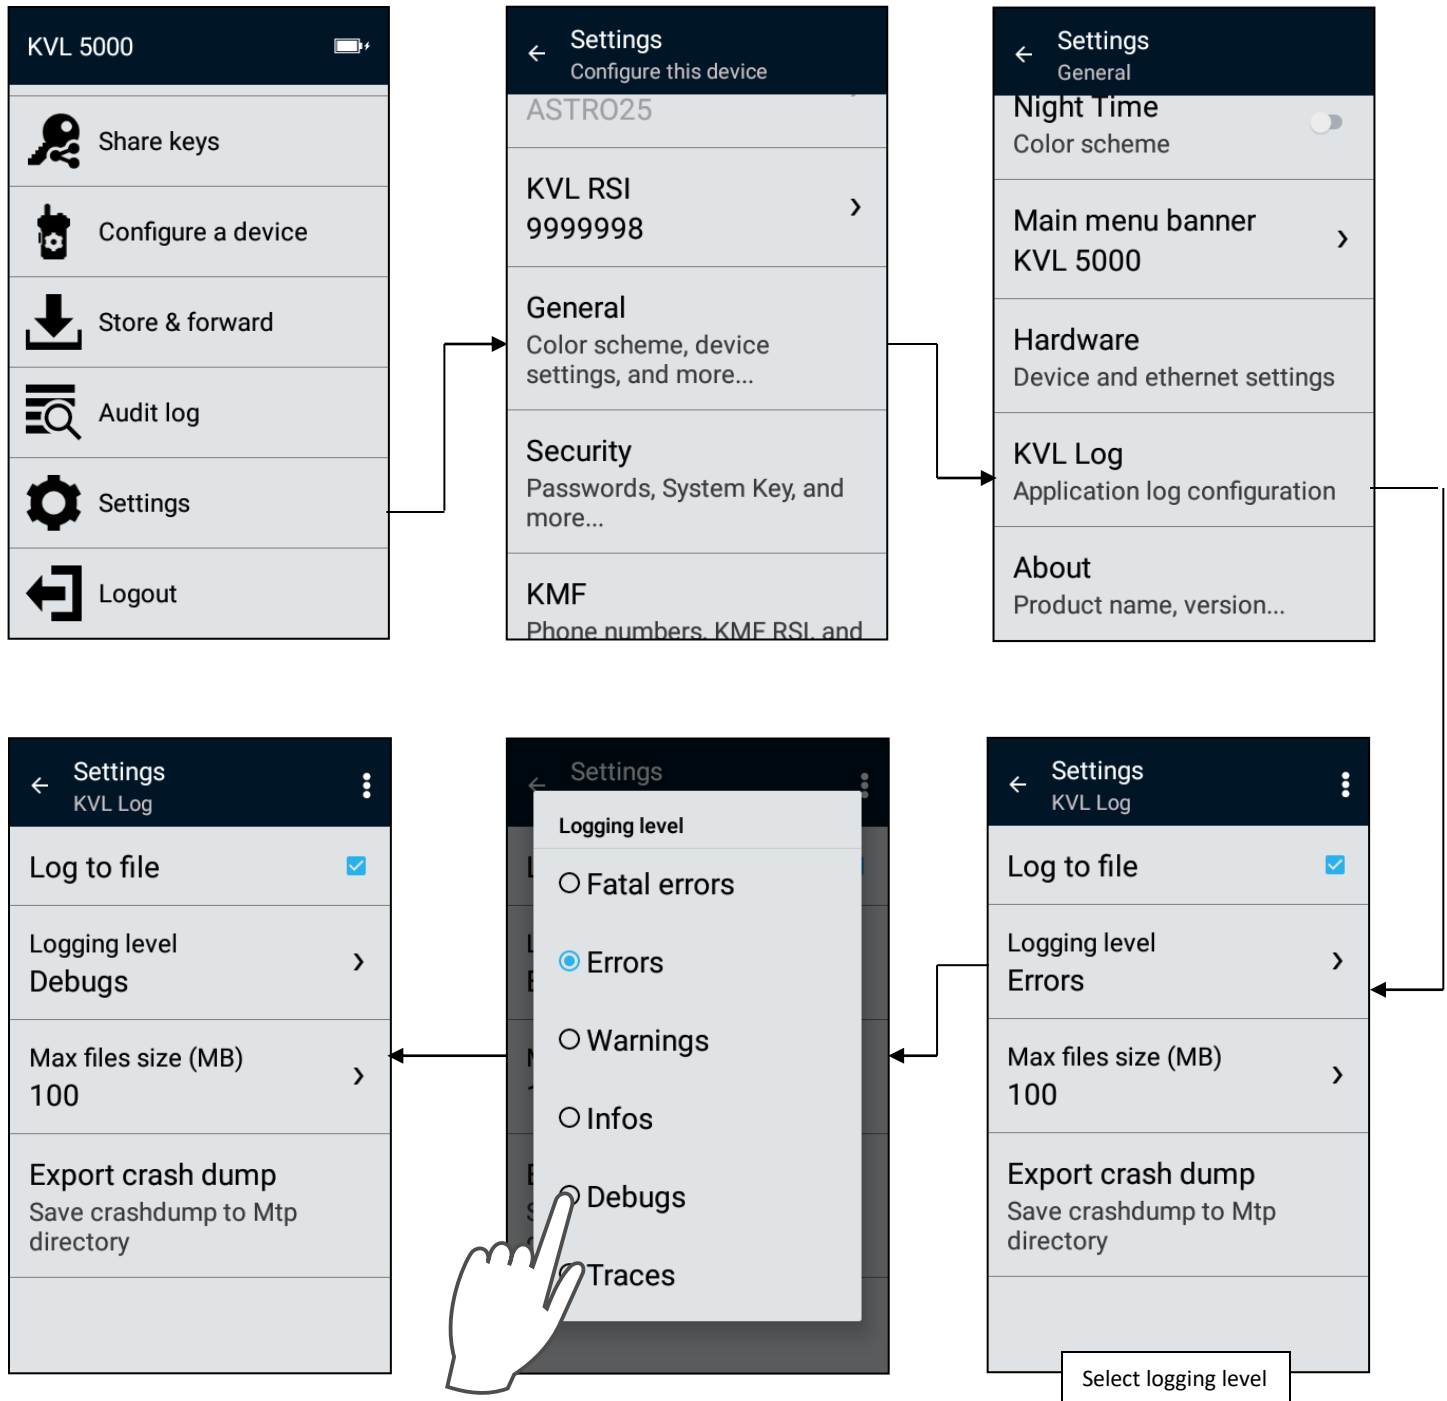 KVL 5000
Share keys
Configure a device
Store & forward
Audit log
Settings
Logout
Settings
Configure this device
ASTRO25
KVL RSI
9999998
General
Color scheme, device
settings, and more...
Security
Passwords, System Key, and
more...
KMF
Phone numbers, KMF RSI, and
Settings
General
Night Time
Color scheme
Main menu banner
KVL 5000
Hardware
Device and ethernet settings
KVL Log
Application log configuration
About
Product name, version...
Settings
KVL Log
Log to file
Logging level
Debugs
Max files size (MB)
100
Export crash dump
Save crashdump to Mtp
directory
Settings
Logging level
Fatal errors
Errors
Warnings
Infos
Debugs
Traces
Settings
KVL Log
Log to file
Logging level
Errors
Max files size (MB)
100
Export crash dump
Save crashdump to Mtp
directory
Select logging level